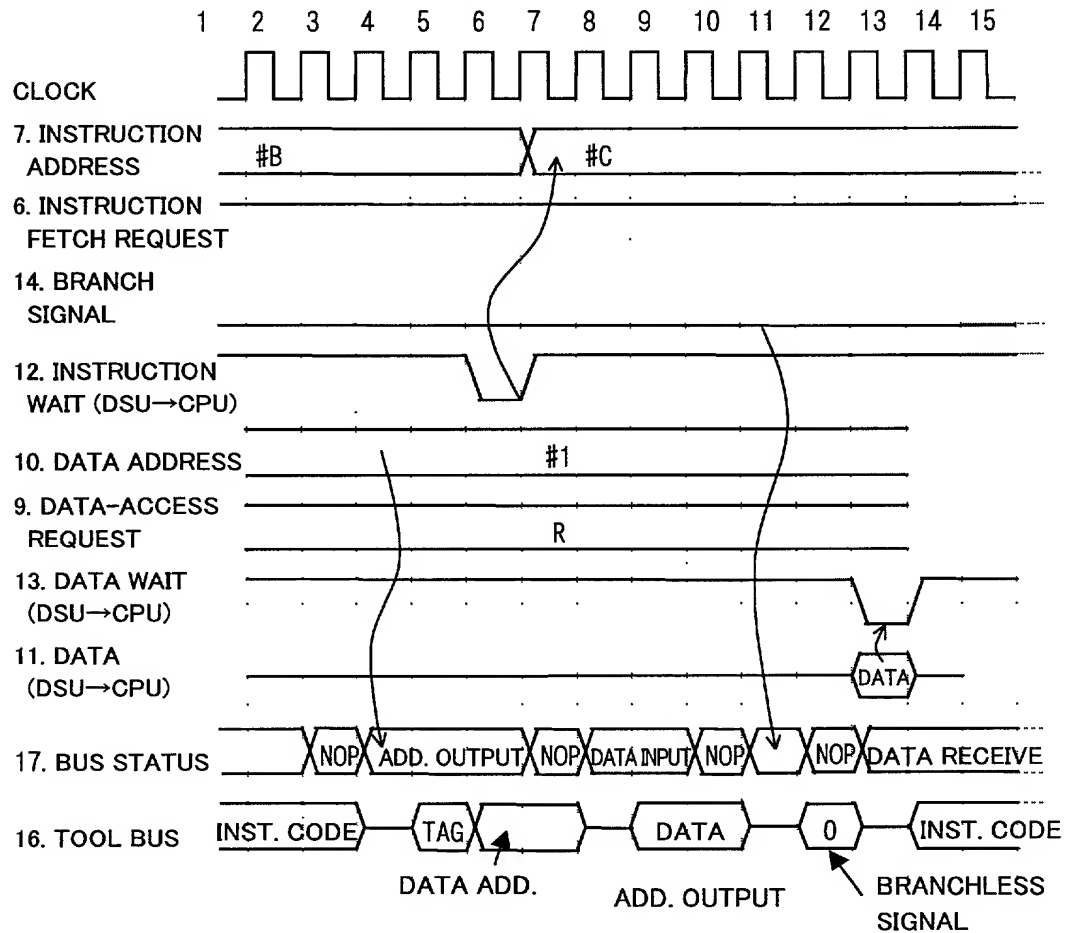 1 2 3 4 5 6 7 8 9 10 11 12 13 14 15
CLOCK
7. INSTRUCTION
ADDRESS
#B
#C
6. INSTRUCTION
FETCH REQUEST
14. BRANCH
SIGNAL
12. INSTRUCTION
WAIT (DSU→CPU)
10. DATA ADDRESS
#1
9. DATA-ACCESS
REQUEST
R
13. DATA WAIT
(DSU→CPU)
11. DATA
(DSU→CPU)
DATA
17. BUS STATUS
NOP ADD. OUTPUT NOP DATA INPUT NOP NOP DATA RECEIVE
16. TOOL BUS
INST. CODE TAG DATA 0 INST. CODE
DATA ADD.
ADD. OUTPUT
BRANCHLESS
SIGNAL